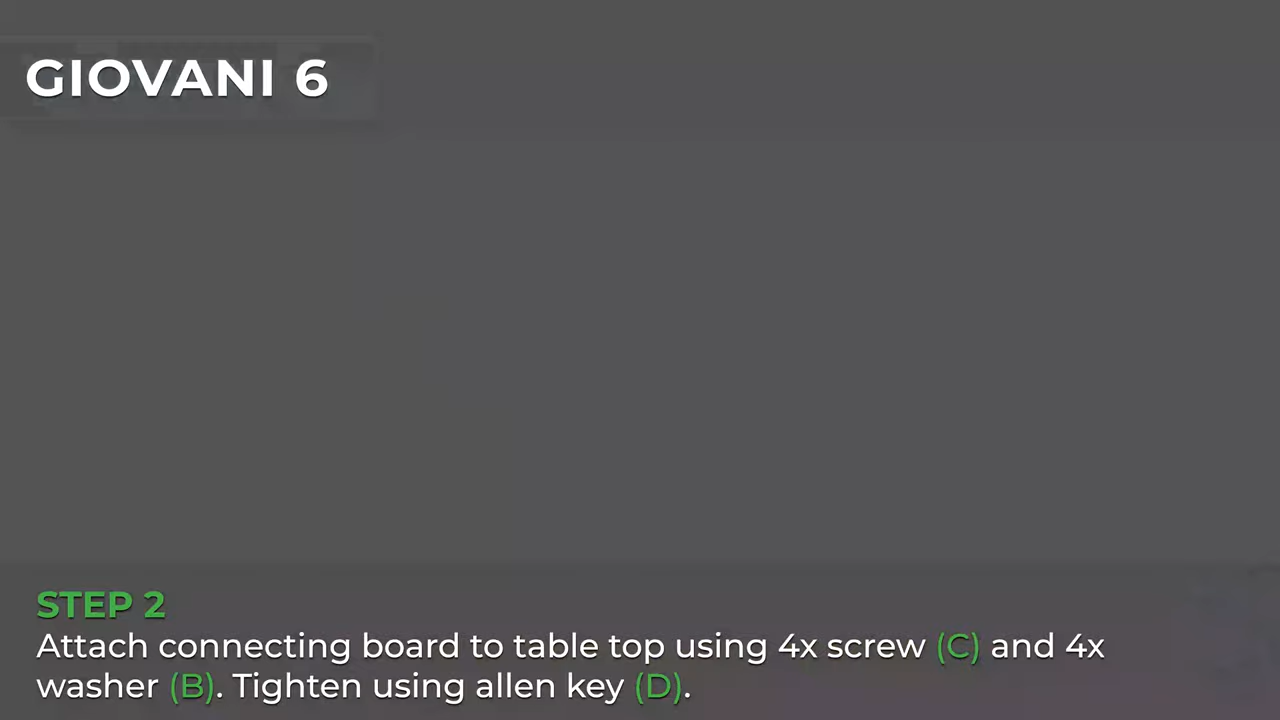 GIOVANI 6
STEP 2
Attach connecting board to table top using 4x screw (C) and 4x
washer (B). Tighten using allen key (D).